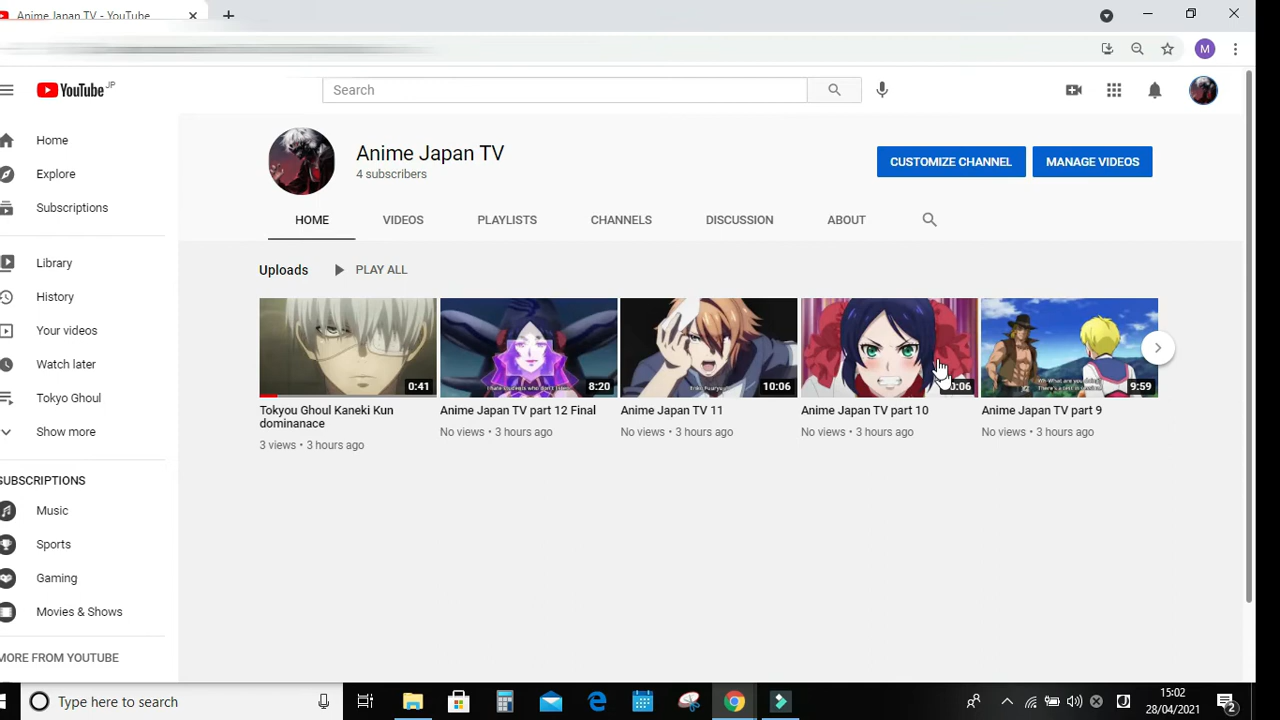 Anime Japan TV - YouTube
M
YouTube JP
Search
Home
Explore
Subscriptions
Library
History
Your videos
Watch later
Tokyo Ghoul
Show more
SUBSCRIPTIONS
Music
Sports
Gaming
Movies & Shows
MORE FROM YOUTUBE
Anime Japan TV
4 subscribers
CUSTOMIZE CHANNEL
MANAGE VIDEOS
HOME VIDEOS PLAYLISTS CHANNELS DISCUSSION ABOUT
Uploads PLAY ALL
0:41 8:20 10:06 9:59
Tokyou Ghoul Kaneki Kun
dominanace
3 views • 3 hours ago
Anime Japan TV part 12 Final
No views • 3 hours ago
Anime Japan TV 11
No views • 3 hours ago
Anime Japan TV part 10
No views • 3 hours ago
Anime Japan TV part 9
No views • 3 hours ago
Type here to search
15:02
28/04/2021
2